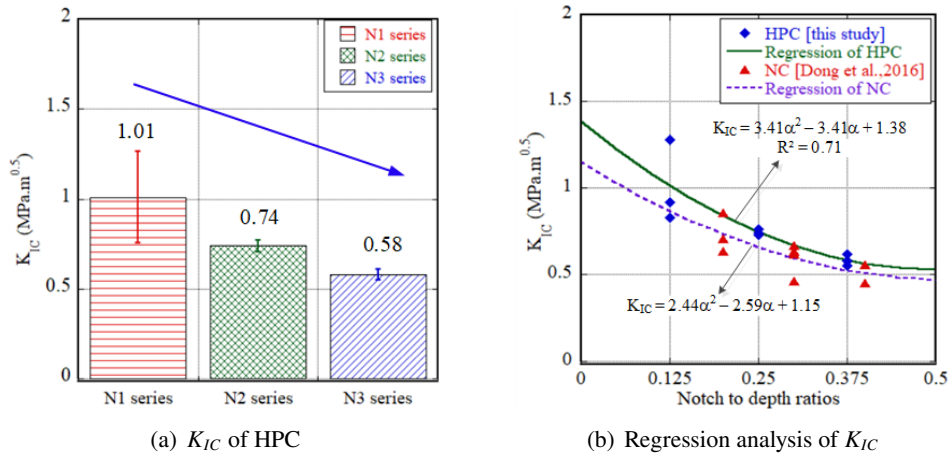 2
1.5
1
0.5
0
K_IC (MPa.m^0.5)
N1 series
N2 series
N3 series
1.01
0.74
0.58
N1 series N2 series N3 series
(a) K_IC of HPC
2
1.5
1
0.5
0
K_IC (MPa.m^0.5)
HPC [this study]
Regression of HPC
NC [Dong et al.,2016]
Regression of NC
K_IC = 3.41α² − 3.41α + 1.38
R² = 0.71
K_IC = 2.44α² − 2.59α + 1.15
0 0.125 0.25 0.375 0.5
Notch to depth ratios
(b) Regression analysis of K_IC